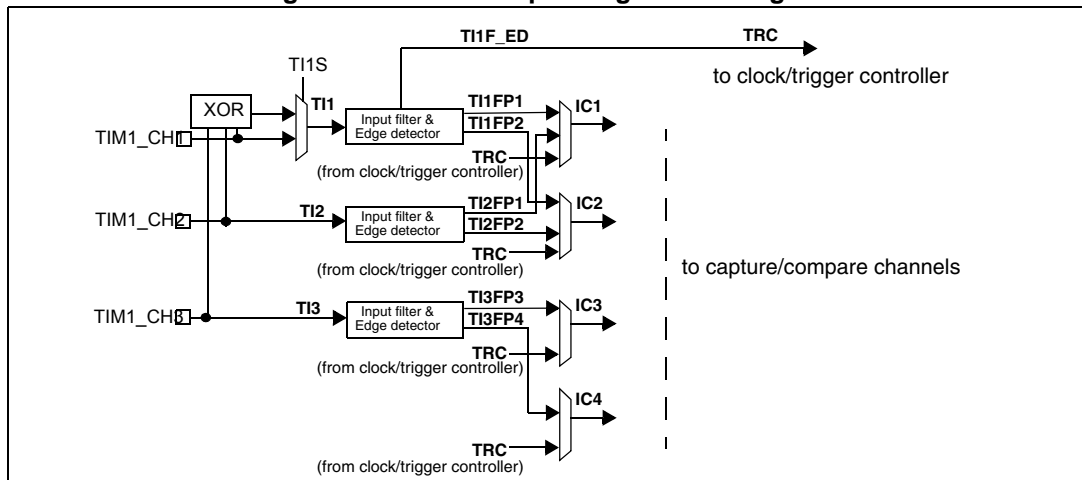 TI1F_ED
TRC
to clock/trigger controller
TI1S
XOR
TI1
Input filter &
Edge detector
TI1FP1
TI1FP2
IC1
TIM1_CH1
TRC
(from clock/trigger controller)
TIM1_CH2
TI2
Input filter &
Edge detector
TI2FP1
TI2FP2
IC2
TRC
(from clock/trigger controller)
to capture/compare channels
TIM1_CH3
TI3
Input filter &
Edge detector
TI3FP3
TI3FP4
IC3
TRC
(from clock/trigger controller)
IC4
TRC
(from clock/trigger controller)